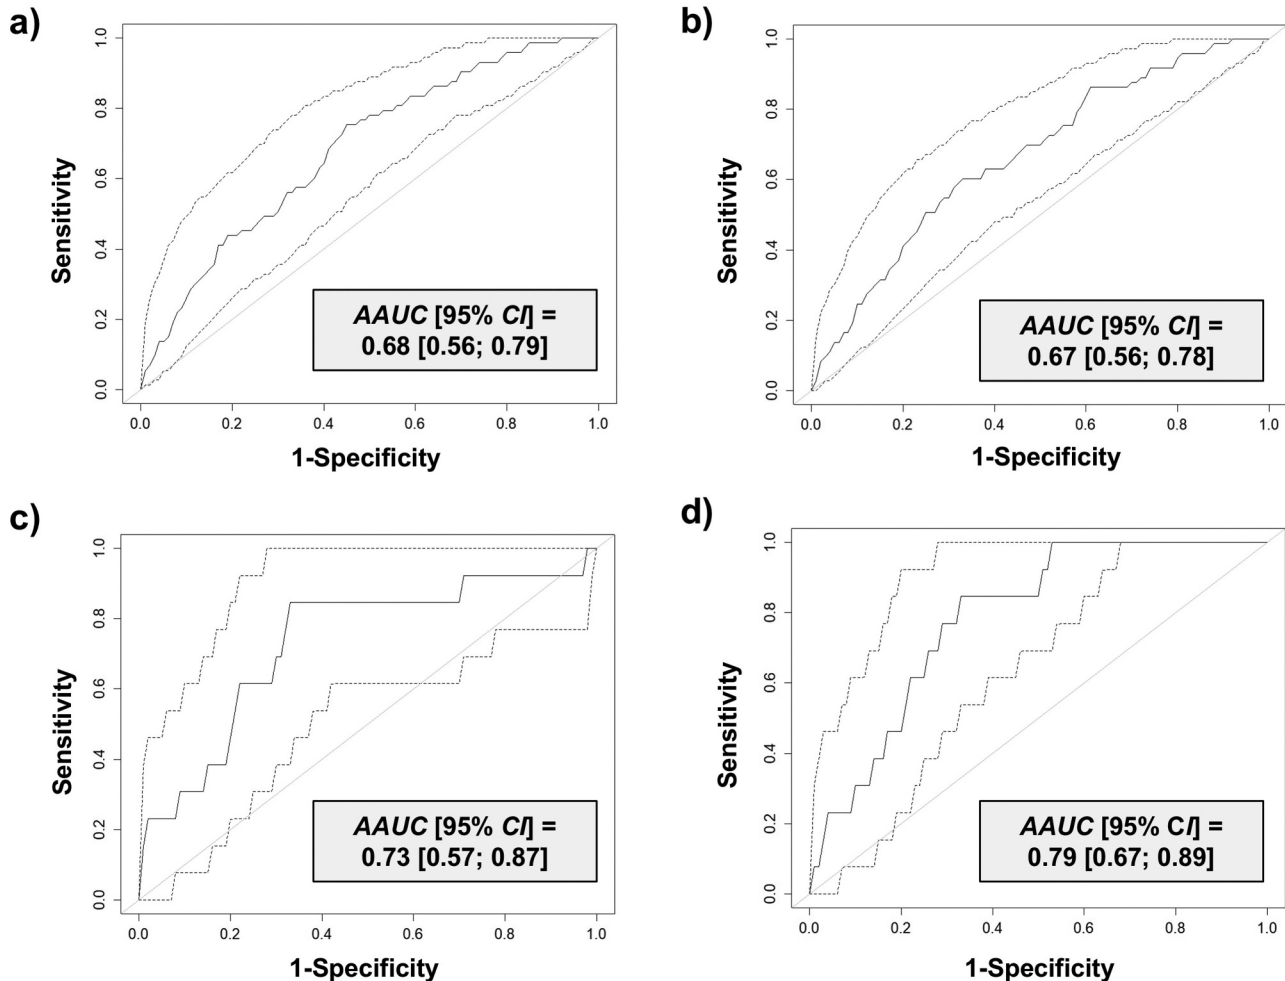 a)
1.0
0.8
0.6
0.4
0.2
0.0
Sensitivity
AAUC [95% CI] =
0.68 [0.56; 0.79]
0.0 0.2 0.4 0.6 0.8 1.0
1-Specificity
b)
1.0
0.8
0.6
0.4
0.2
0.0
Sensitivity
AAUC [95% CI] =
0.67 [0.56; 0.78]
0.0 0.2 0.4 0.6 0.8 1.0
1-Specificity
c)
1.0
0.8
0.6
0.4
0.2
0.0
Sensitivity
AAUC [95% CI] =
0.73 [0.57; 0.87]
0.0 0.2 0.4 0.6 0.8 1.0
1-Specificity
d)
1.0
0.8
0.6
0.4
0.2
0.0
Sensitivity
AAUC [95% CI] =
0.79 [0.67; 0.89]
0.0 0.2 0.4 0.6 0.8 1.0
1-Specificity